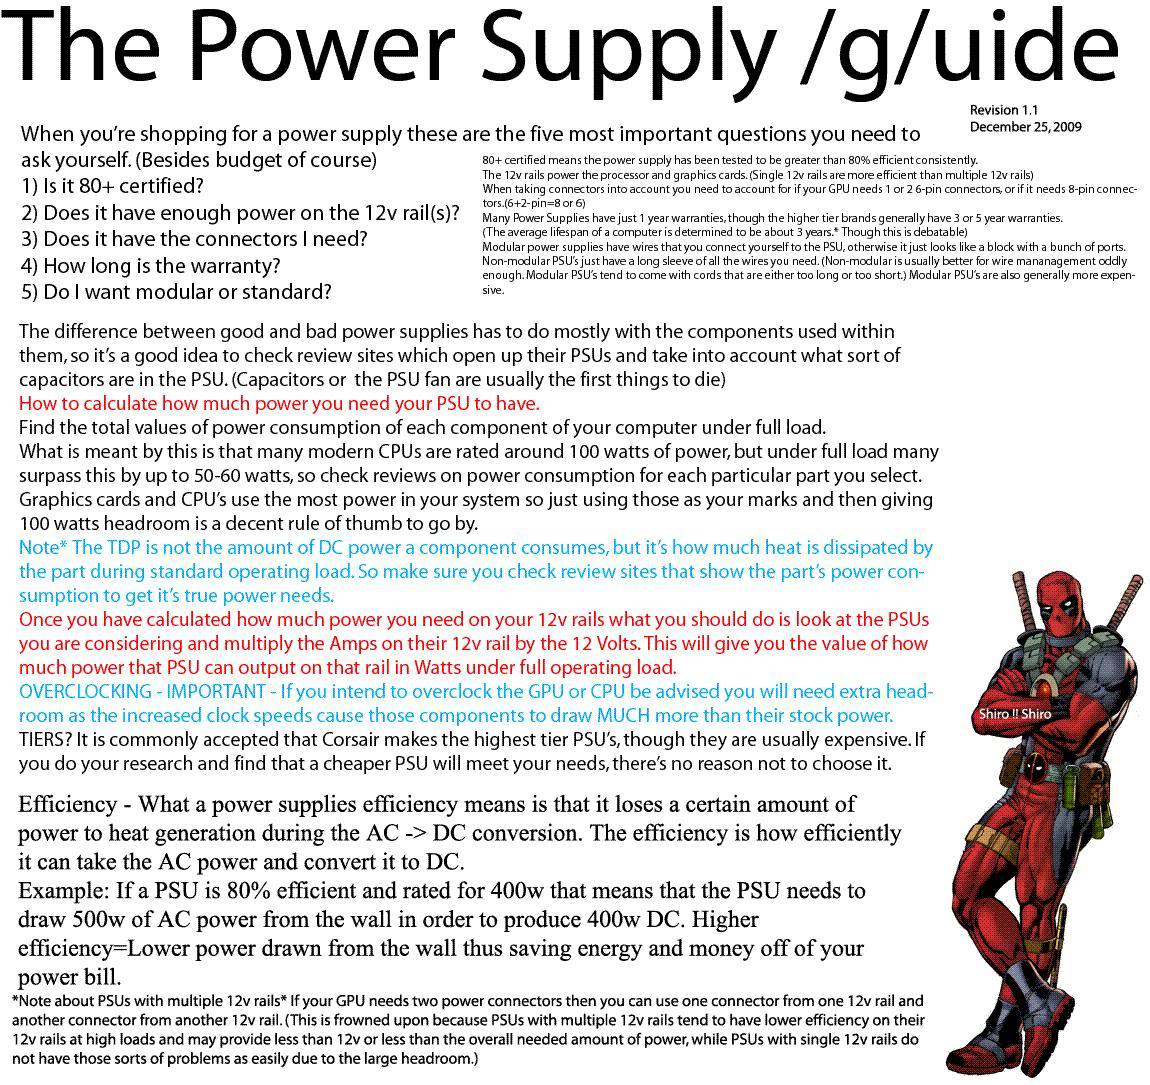 The Power Supply /g/uide
Revision 1.1
December 25, 2009
When you're shopping for a power supply these are the five most important questions you need to
ask yourself. (Besides budget of course)
1) Is it 80+ certified?
2) Does it have enough power on the 12v rail(s)?
3) Does it have the connectors I need?
4) How long is the warranty?
5) Do I want modular or standard?
80+ certified means the power supply has been tested to be greater than 80% efficient consistently.
The 12v rails power the processor and graphics cards. (Single 12v rails are more efficient than multiple 12v rails)
When taking connectors into account you need to account for if your GPU needs 1 or 2 6-pin connectors, or if it needs 8-pin connec-
tors.(6+2-pin=8 or 6)
Many Power Supplies have just 1 year warranties, though the higher tier brands generally have 3 or 5 year warranties.
(The average lifespan of a computer is determined to be about 3 years.* Though this is debatable)
Modular power supplies have wires that you connect yourself to the PSU, otherwise it just looks like a block with a bunch of ports.
Non-modular PSU's just have a long sleeve of all the wires you need. (Non-modular is usually better for wire mananagement oddly
enough. Modular PSU's tend to come with cords that are either too long or too short.) Modular PSU's are also generally more expen-
sive.
The difference between good and bad power supplies has to do mostly with the components used within
them, so it's a good idea to check review sites which open up their PSUs and take into account what sort of
capacitors are in the PSU. (Capacitors or the PSU fan are usually the first things to die)
How to calculate how much power you need your PSU to have.
Find the total values of power consumption of each component of your computer under full load.
What is meant by this is that many modern CPUs are rated around 100 watts of power, but under full load many
surpass this by up to 50-60 watts, so check reviews on power consumption for each particular part you select.
Graphics cards and CPU's use the most power in your system so just using those as your marks and then giving
100 watts headroom is a decent rule of thumb to go by.
Note* The TDP is not the amount of DC power a component consumes, but it's how much heat is dissipated by
the part during standard operating load. So make sure you check review sites that show the part's power con-
sumption to get it's true power needs.
Once you have calculated how much power you need on your 12v rails what you should do is look at the PSUs
you are considering and multiply the Amps on their 12v rail by the 12 Volts. This will give you the value of how
much power that PSU can output on that rail in Watts under full operating load.
OVERCLOCKING - IMPORTANT - If you intend to overclock the GPU or CPU be advised you will need extra head-
room as the increased clock speeds cause those components to draw MUCH more than their stock power.
TIERS? It is commonly accepted that Corsair makes the highest tier PSU's, though they are usually expensive. If
you do your research and find that a cheaper PSU will meet your needs, there's no reason not to choose it.
Shiro !! Shiro
Efficiency - What a power supplies efficiency means is that it loses a certain amount of
power to heat generation during the AC -> DC conversion. The efficiency is how efficiently
it can take the AC power and convert it to DC.
Example: If a PSU is 80% efficient and rated for 400w that means that the PSU needs to
draw 500w of AC power from the wall in order to produce 400w DC. Higher
efficiency=Lower power drawn from the wall thus saving energy and money off of your
power bill.
*Note about PSUs with multiple 12v rails* If your GPU needs two power connectors then you can use one connector from one 12v rail and
another connector from another 12v rail. (This is frowned upon because PSUs with multiple 12v rails tend to have lower efficiency on their
12v rails at high loads and may provide less than 12v or less than the overall needed amount of power, while PSUs with single 12v rails do
not have those sorts of problems as easily due to the large headroom.)